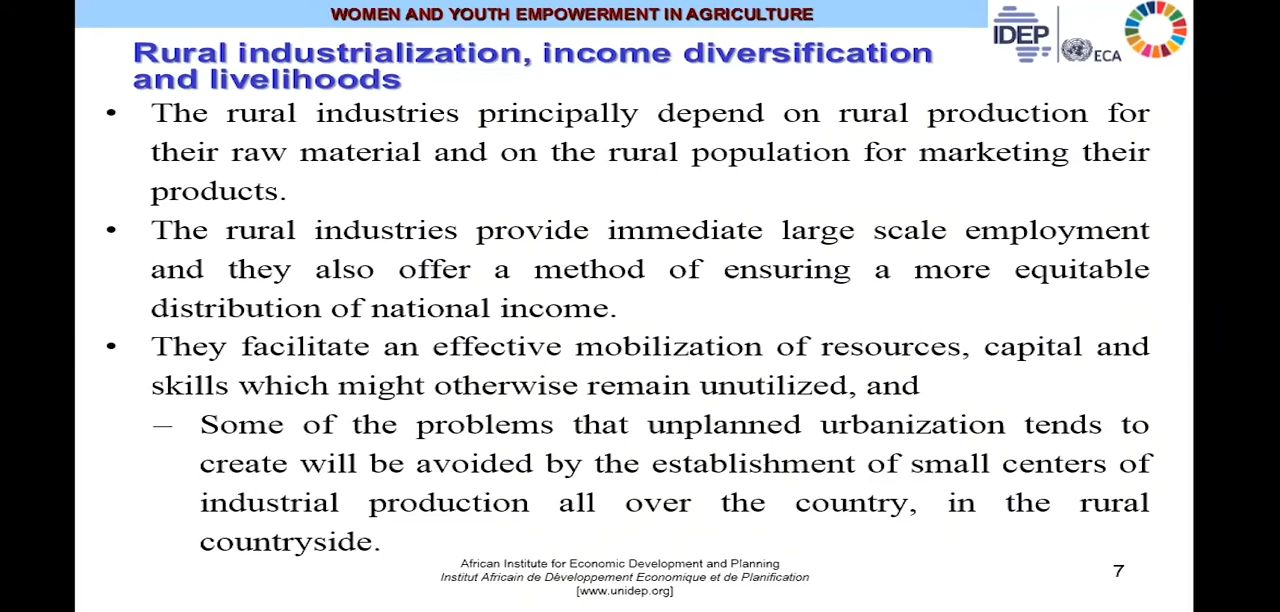 WOMEN AND YOUTH EMPOWERMENT IN AGRICULTURE
IDEP
ECA
Rural industrialization, income diversification
and livelihoods
• The rural industries principally depend on rural production for
their raw material and on the rural population for marketing their
products.
• The rural industries provide immediate large scale employment
and they also offer a method of ensuring a more equitable
distribution of national income.
• They facilitate an effective mobilization of resources, capital and
skills which might otherwise remain unutilized, and
– Some of the problems that unplanned urbanization tends to
create will be avoided by the establishment of small centers of
industrial production all over the country, in the rural
countryside.
African Institute for Economic Development and Planning
Institut Africain de Développement Economique et de Planification
[www.unidep.org]
7